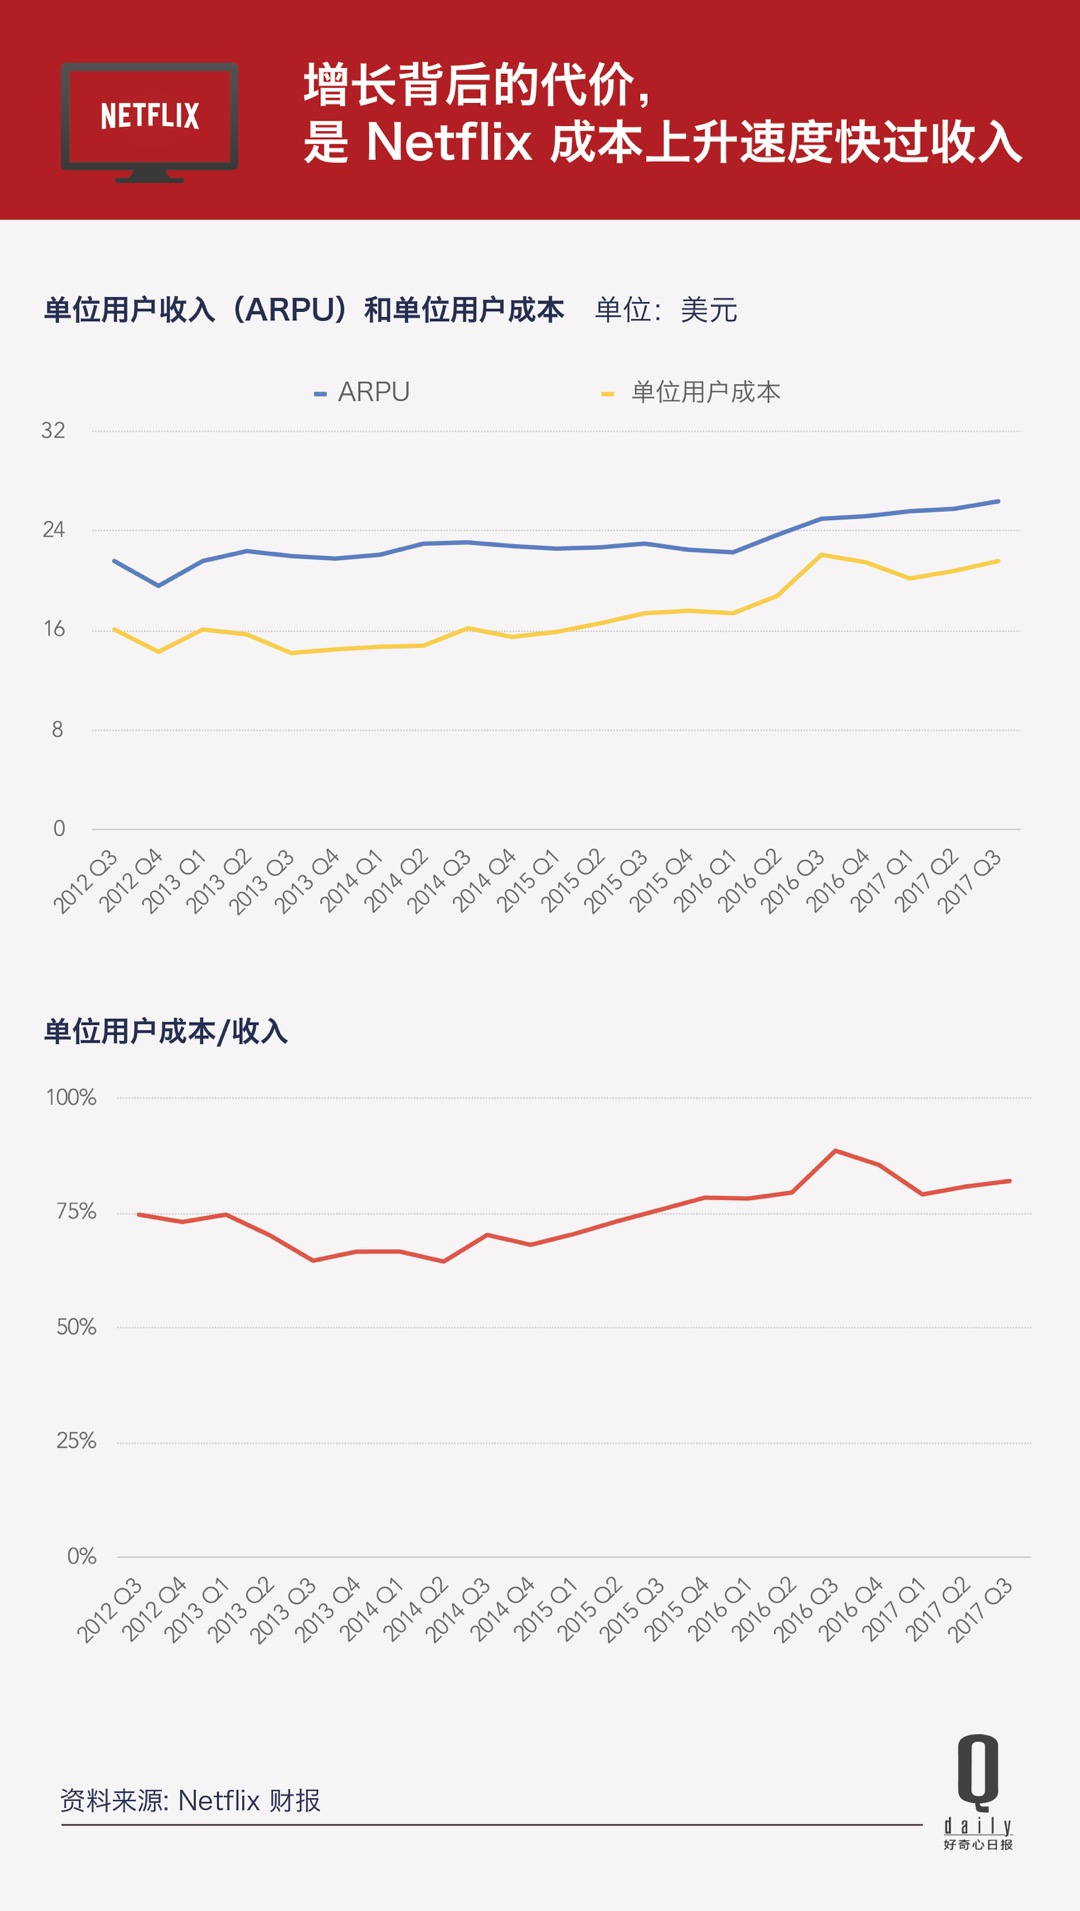 NETFLIX
增长背后的代价，
是 Netflix 成本上升速度快过收入
单位用户收入（ARPU）和单位用户成本 单位：美元
ARPU 单位用户成本
32
24
16
8
0
2012 Q3
2012 Q4
2013 Q1
2013 Q2
2013 Q3
2013 Q4
2014 Q1
2014 Q2
2014 Q3
2014 Q4
2015 Q1
2015 Q2
2015 Q3
2015 Q4
2016 Q1
2016 Q2
2016 Q3
2016 Q4
2017 Q1
2017 Q2
2017 Q3
单位用户成本/收入
100%
75%
50%
25%
0%
2012 Q3
2012 Q4
2013 Q1
2013 Q2
2013 Q3
2013 Q4
2014 Q1
2014 Q2
2014 Q3
2014 Q4
2015 Q1
2015 Q2
2015 Q3
2015 Q4
2016 Q1
2016 Q2
2016 Q3
2016 Q4
2017 Q1
2017 Q2
2017 Q3
资料来源: Netflix 财报
Q
daily
好奇心日报